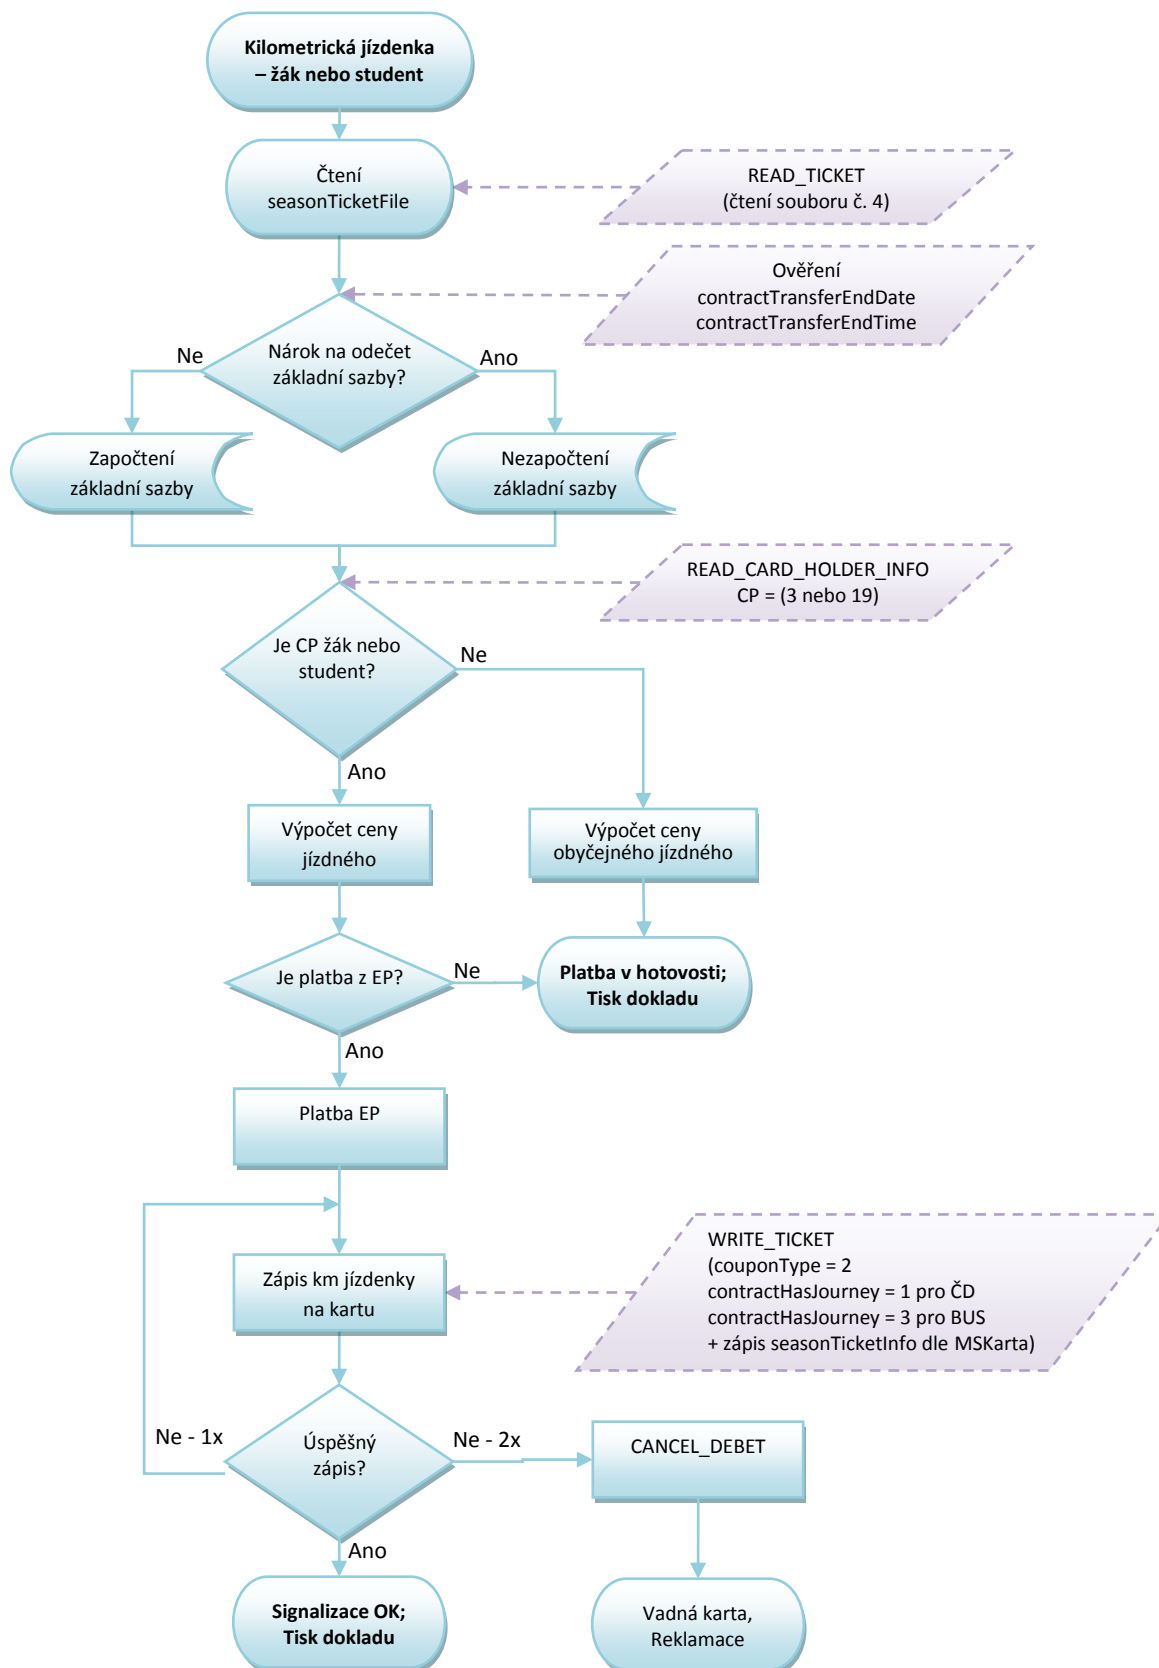 Kilometrická jízdenka
– žák nebo student
Čtení
seasonTicketFile
READ_TICKET
(čtení souboru č. 4)
Ověření
contractTransferEndDate
contractTransferEndTime
Ne
Nárok na odečet
základní sazby?
Ano
Započtení
základní sazby
Nezapočtení
základní sazby
READ_CARD_HOLDER_INFO
CP = (3 nebo 19)
Je CP žák nebo
student?
Ne
Ano
Výpočet ceny
jízdného
Výpočet ceny
obyčejného jízdného
Je platba z EP?
Ne
Platba v hotovosti;
Tisk dokladu
Ano
Platba EP
WRITE_TICKET
(couponType = 2
contractHasJourney = 1 pro ČD
contractHasJourney = 3 pro BUS
+ zápis seasonTicketInfo dle MSKarta)
Zápis km jízdenky
na kartu
Ne - 1x
Úspěšný
zápis?
Ne - 2x
CANCEL_DEBET
Ano
Signalizace OK;
Tisk dokladu
Vadná karta,
Reklamace